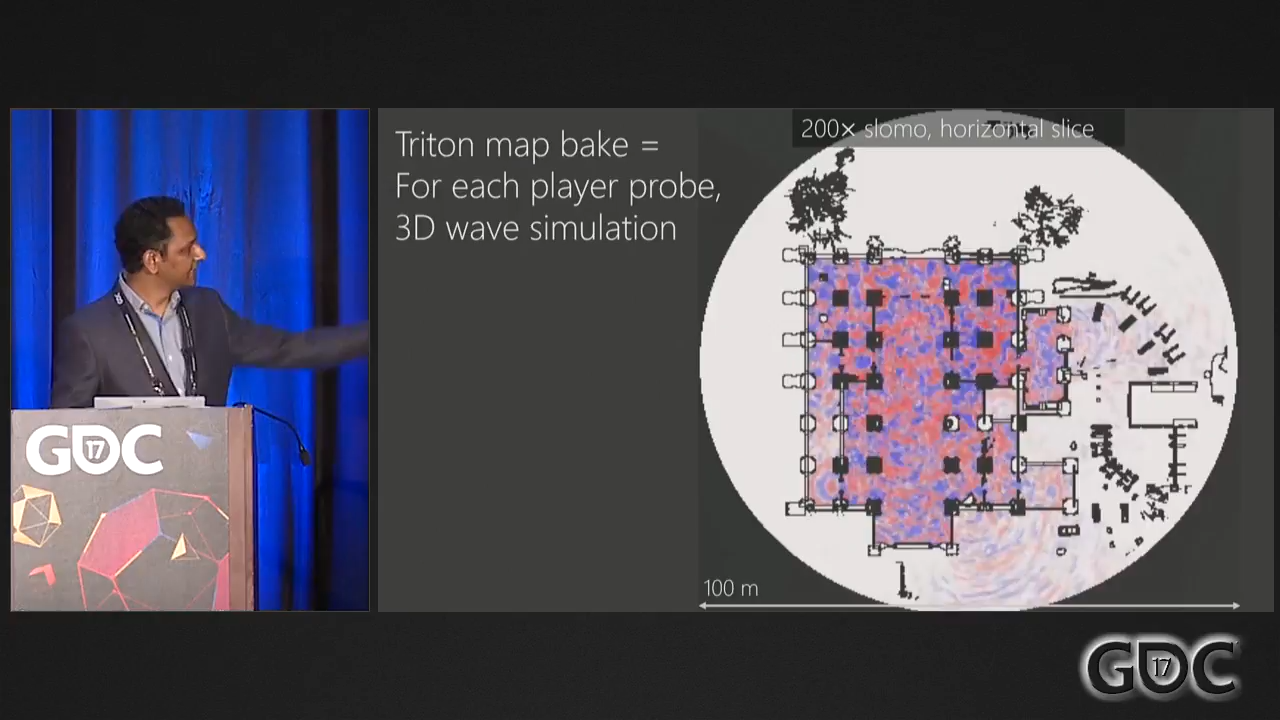 Triton map bake =
For each player probe,
3D wave simulation
200× slomo, horizontal slice
100 m
GDC
17
GDC
17